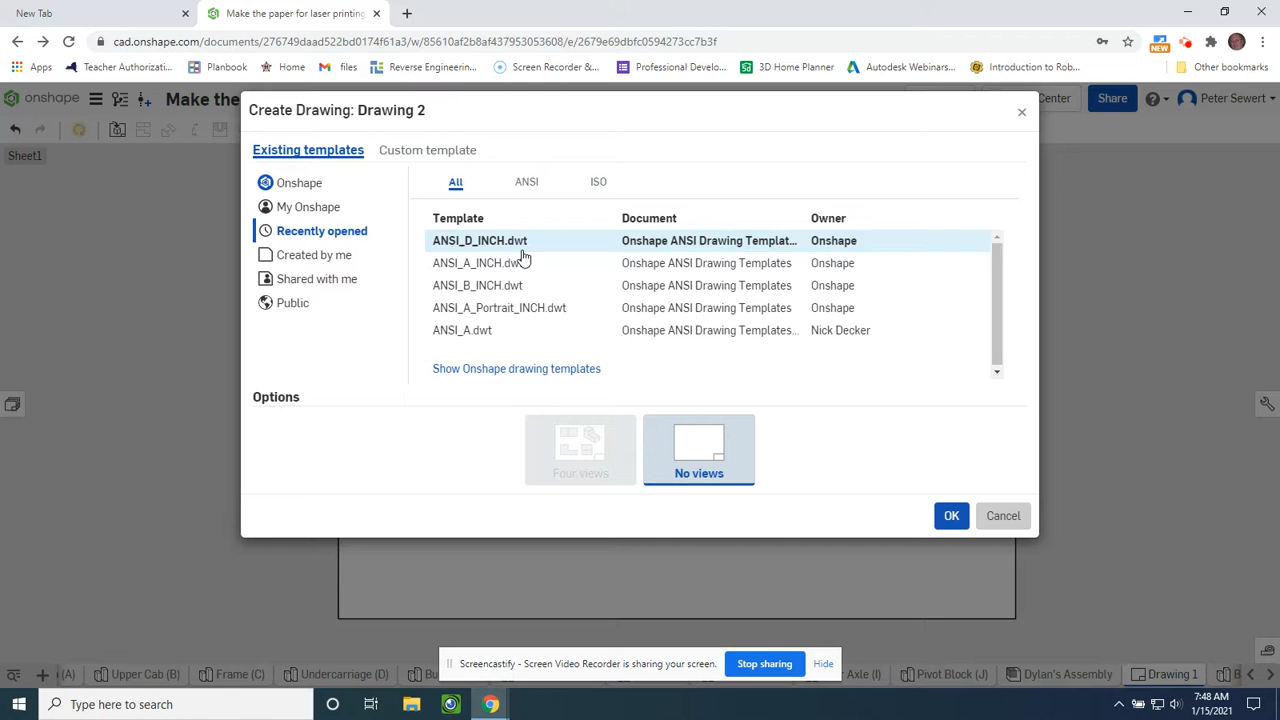 New Tab
Make the paper for laser printing
cad.onshape.com/documents/276749daad522bd0174f61a3/w/8561f0f2b8af437953053608/e/2679e69dbfc0594273cc7b3f
NEW
Apps
Teacher Authorizati...
Planbook
Home
files
Reverse Engineerin...
Screen Recorder &...
Professional Develo...
3D Home Planner
Autodesk Webinars...
Introduction to Rob...
Other bookmarks
onshape
Make the
Center
Share
Peter Sewert
Sheet1
Create Drawing: Drawing 2
Existing templates
Custom template
Onshape
My Onshape
Recently opened
Created by me
Shared with me
Public
All
ANSI
ISO
Template Document Owner
ANSI_D_INCH.dwt Onshape ANSI Drawing Templat... Onshape
ANSI_A_INCH.dwt Onshape ANSI Drawing Templates Onshape
ANSI_B_INCH.dwt Onshape ANSI Drawing Templates Onshape
ANSI_A_Portrait_INCH.dwt Onshape ANSI Drawing Templates Onshape
ANSI_A.dwt Onshape ANSI Drawing Templates... Nick Decker
Show Onshape drawing templates
Options
Four views
No views
OK
Cancel
Screencastify - Screen Video Recorder is sharing your screen.
Stop sharing
Hide
(A)
Upper Cab (B)
Frame (C)
Undercarriage (D)
Bu
Axle (I)
Pivot Block (J)
Dylan's Assembly
Drawing 1
Type here to search
7:48 AM
1/15/2021